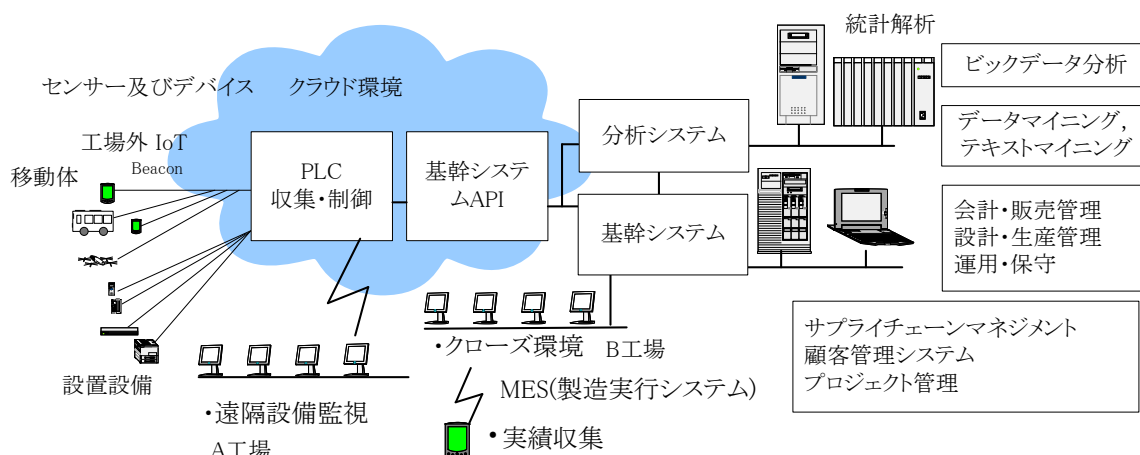 統計解析
ビックデータ分析
センサー及びデバイス
クラウド環境
データマイニング,
テキストマイニング
工場外 IoT
Beacon
移動体
PLC
収集・制御
基幹システ
ムAPI
分析システム
基幹システム
会計・販売管理
設計・生産管理
運用・保守
サプライチェーンマネジメント
顧客管理システム
プロジェクト管理
・クローズ環境
B工場
MES(製造実行システム)
設置設備
・遠隔設備監視
A工場
・実績収集